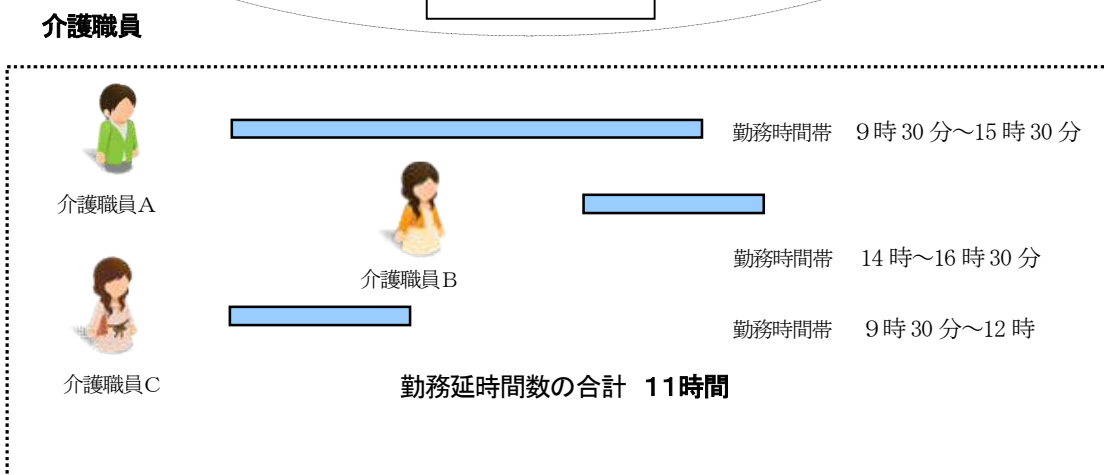 介護職員
勤務時間帯 9時30分～15時30分
介護職員A
勤務時間帯 14時～16時30分
介護職員B
勤務時間帯 9時30分～12時
介護職員C
勤務延時間数の合計 11時間